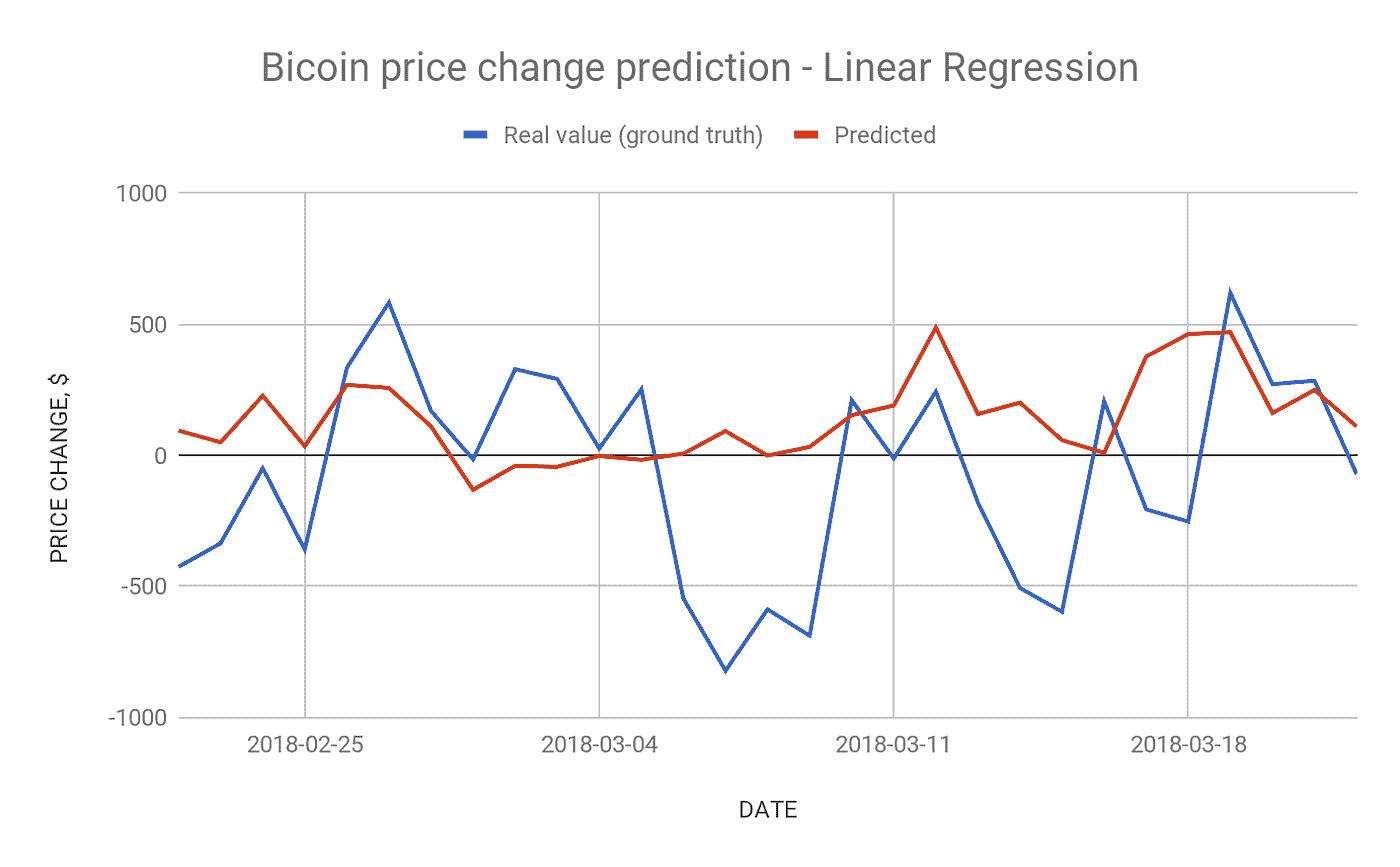 Bicoin price change prediction - Linear Regression
Real value (ground truth) Predicted
1000
500
0
-500
-1000
PRICE CHANGE, $
2018-02-25 2018-03-04 2018-03-11 2018-03-18
DATE